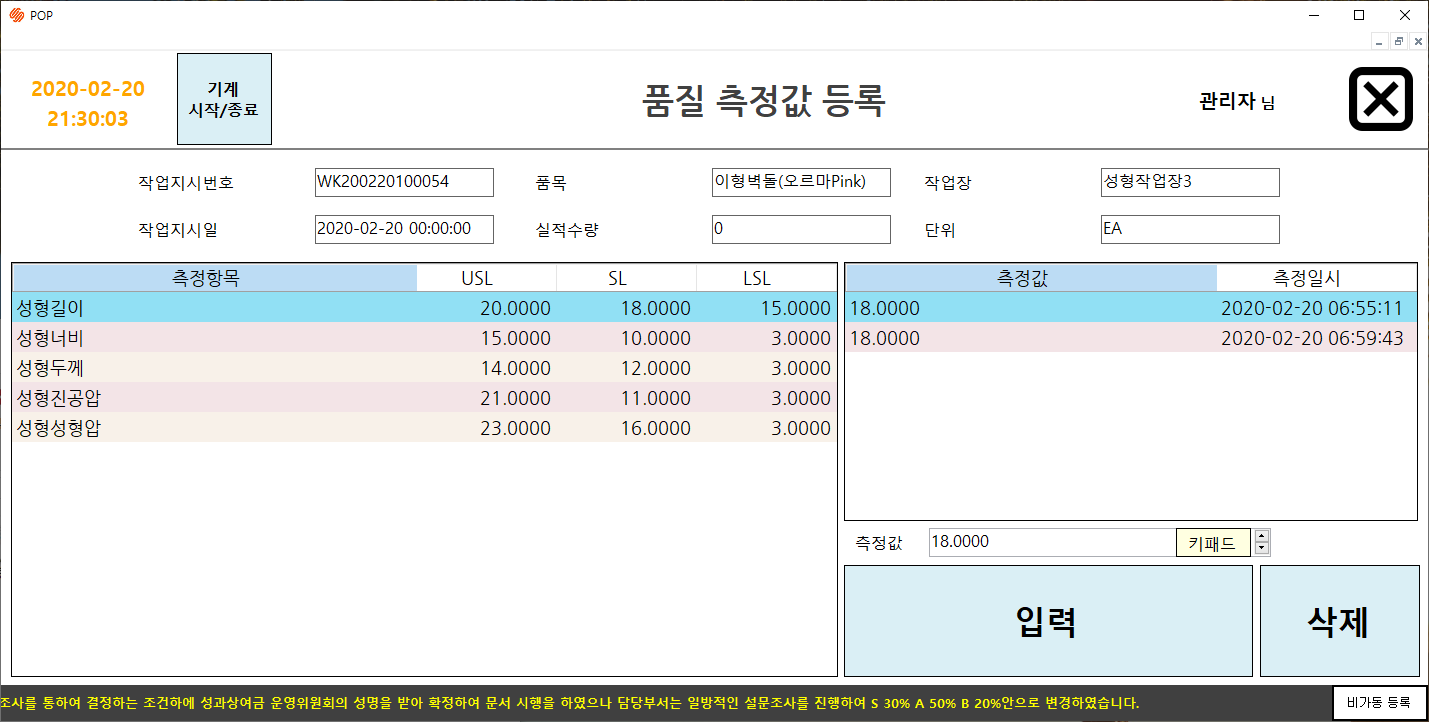 POP
2020-02-20
21:30:03
기계
시작/종료
품질 측정값 등록
관리자 님
작업지시번호 WK200220100054 품목 이형벽돌(오르마Pink) 작업장 성형작업장3
작업지시일 2020-02-20 00:00:00 실적수량 0 단위 EA
측정항목 USL SL LSL
성형길이 20.0000 18.0000 15.0000
성형너비 15.0000 10.0000 3.0000
성형두께 14.0000 12.0000 3.0000
성형진공압 21.0000 11.0000 3.0000
성형성형압 23.0000 16.0000 3.0000
측정값 측정일시
18.0000 2020-02-20 06:55:11
18.0000 2020-02-20 06:59:43
측정값 18.0000 키패드
입력 삭제
조사를 통하여 결정하는 조건하에 성과상여금 운영위원회의 성명을 받아 확정하여 문서 시행을 하였으나 담당부서는 일방적인 설문조사를 진행하여 S 30% A 50% B 20%안으로 변경하였습니다.
비가동 등록